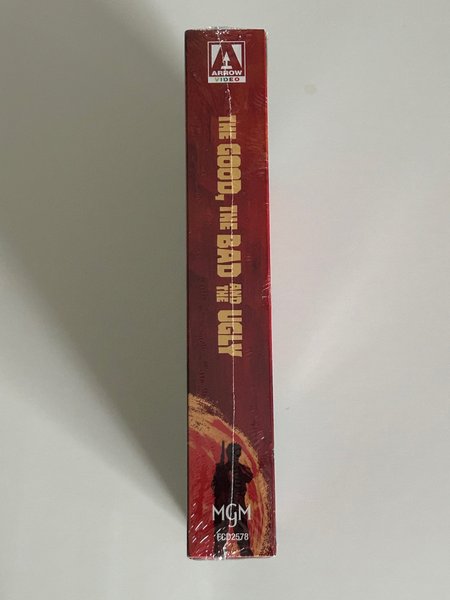 ARROW
VIDEO
THE GOOD, THE BAD AND THE UGLY
MGM
FCD2578